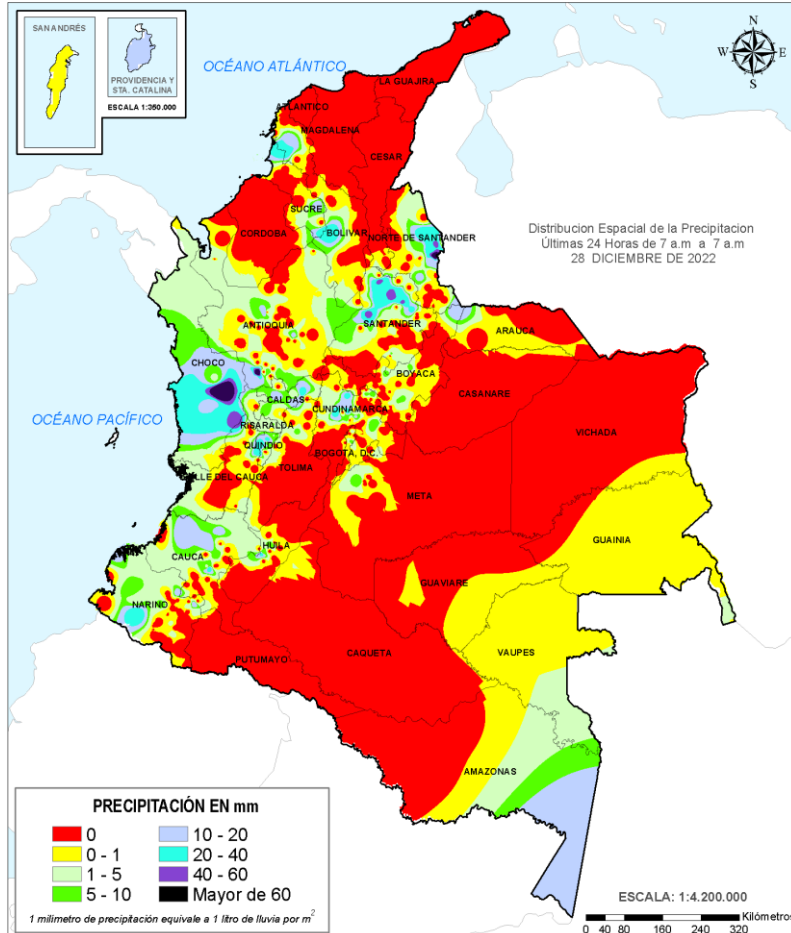 SAN ANDRÉS
PROVIDENCIA Y
STA. CATALINA
ESCALA 1:350.000
N
W
E
S
OCÉANO ATLÁNTICO
LA GUAJIRA
ATLANTICO
MAGDALENA
CESAR
SUCRE
CORDOBA
BOLIVAR
NORTE DE SANTANDER
Distribucion Espacial de la Precipitacion
Últimas 24 Horas de 7 a.m a 7 a.m
28 DICIEMBRE DE 2022
ANTIOQUIA
SANTANDER
ARAUCA
CHOCO
BOYACA
CASANARE
CALDAS
CUNDINAMARCA
OCÉANO PACÍFICO
RISARALDA
VICHADA
QUINDIO
BOGOTA, D.C.
TOLIMA
VALLE DEL CAUCA
META
GUAINIA
CAUCA
HUILA
GUAVIARE
NARIÑO
VAUPES
CAQUETA
PUTUMAYO
AMAZONAS
PRECIPITACIÓN EN mm
0
0 - 1
1 - 5
5 - 10
10 - 20
20 - 40
40 - 60
Mayor de 60
1 milimetro de precipitación equivale a 1 litro de lluvia por m²
ESCALA: 1:4.200.000
Kilómetros
0 40 80 160 240 320